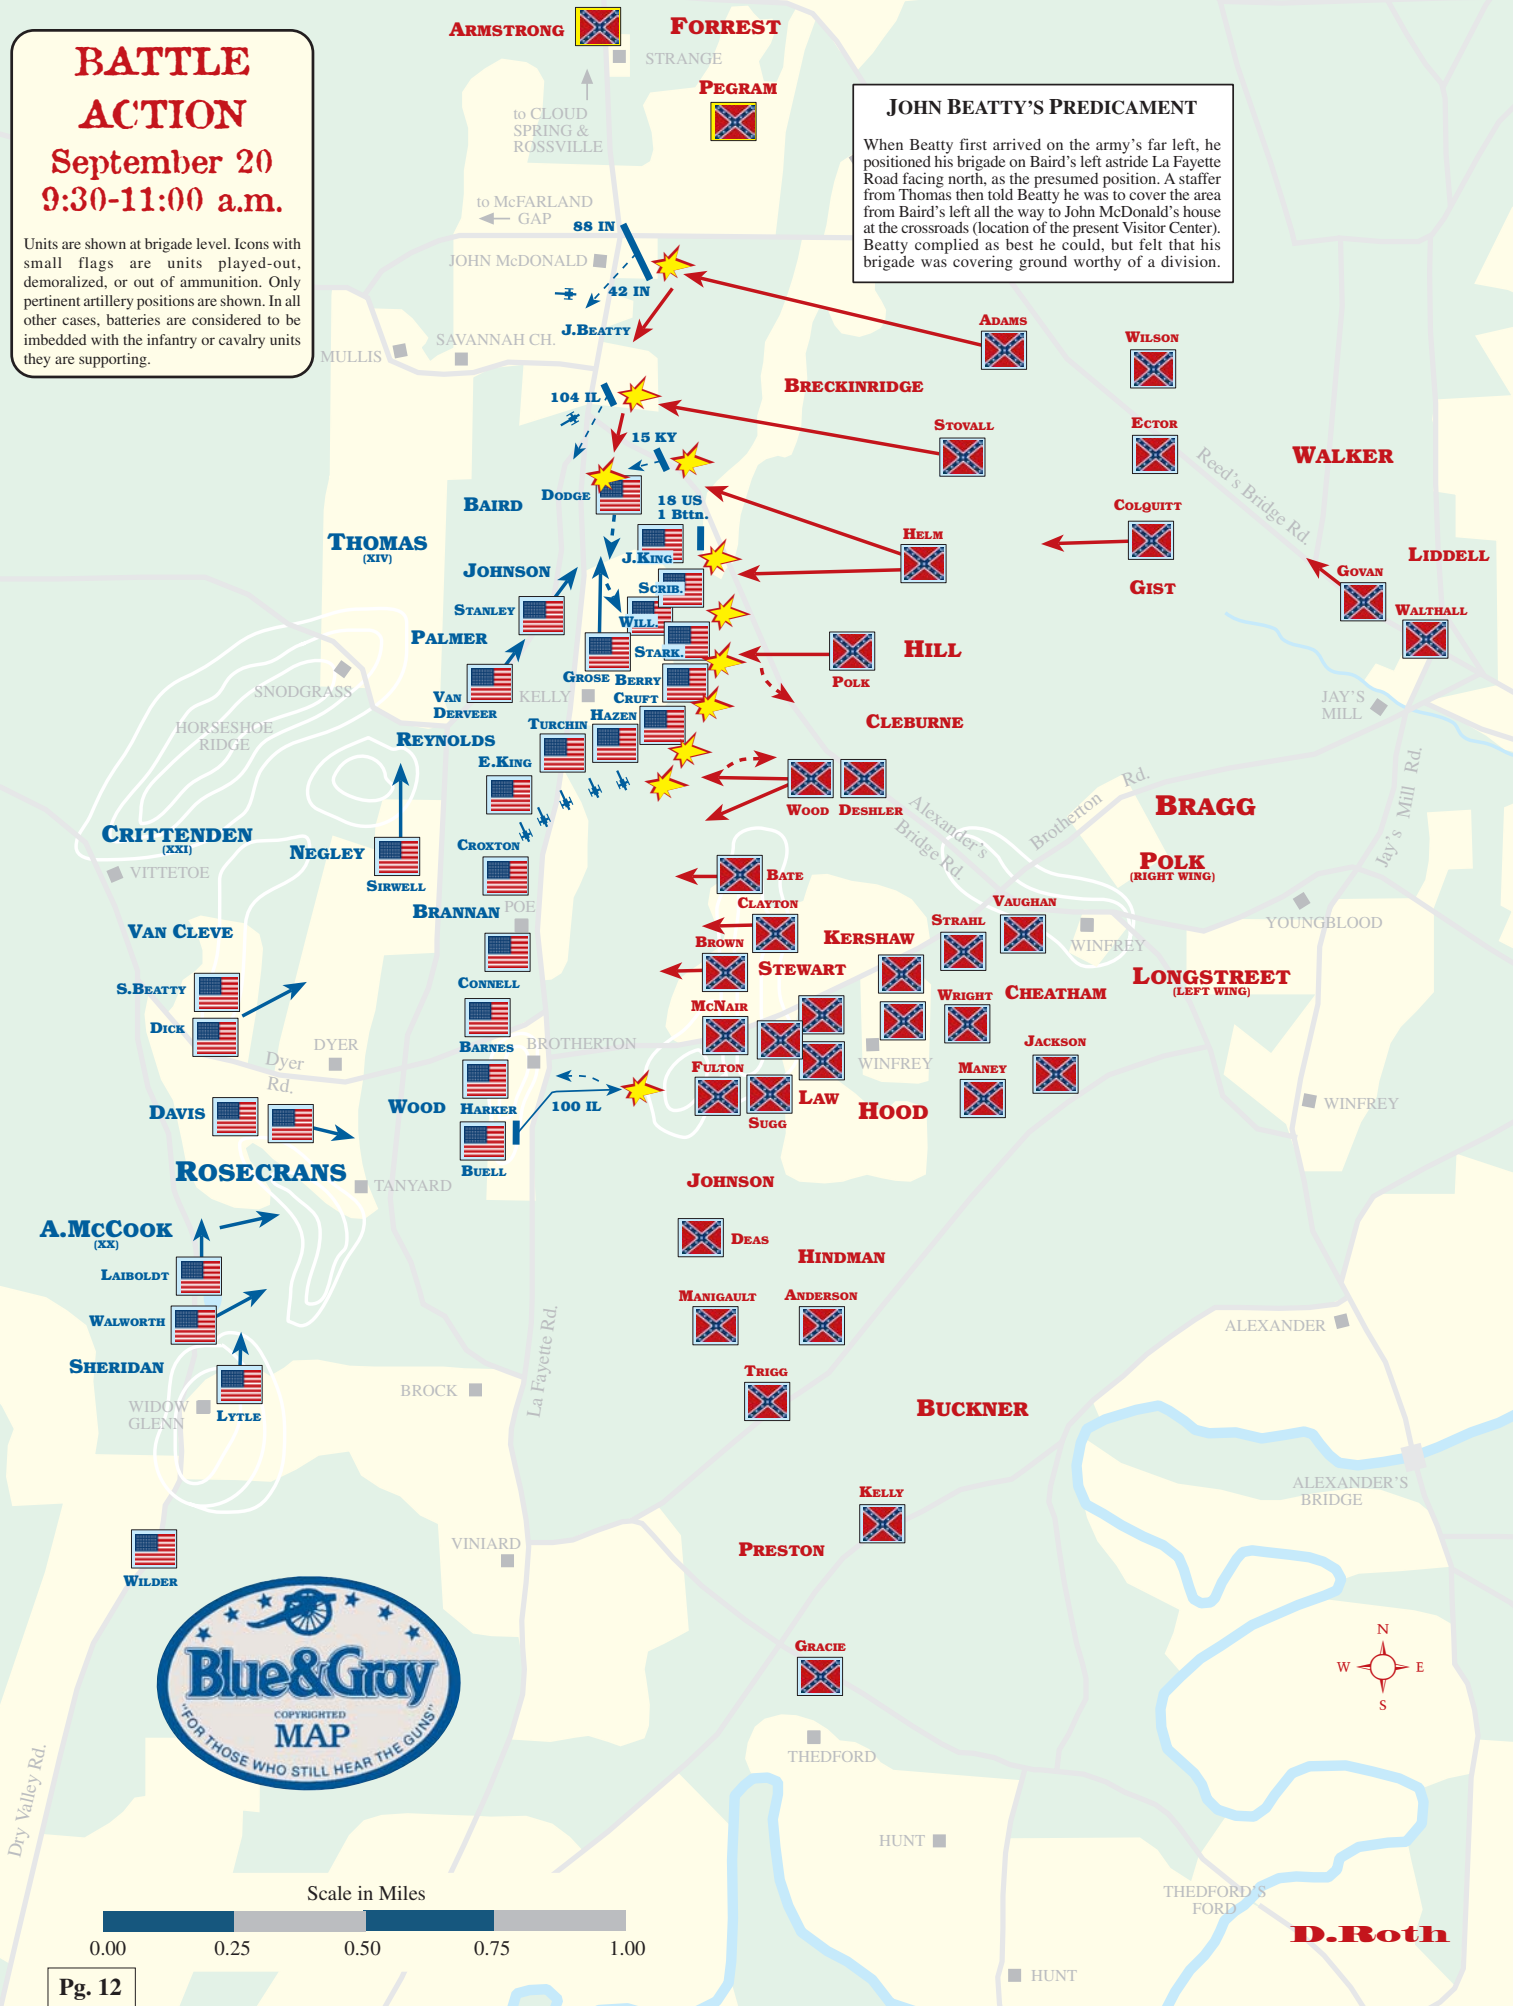 BATTLE
ACTION
September 20
9:30-11:00 a.m.
Units are shown at brigade level. Icons with
small flags are units played-out,
demoralized, or out of ammunition. Only
pertinent artillery positions are shown. In all
other cases, batteries are considered to be
imbedded with the infantry or cavalry units
they are supporting.
JOHN BEATTY'S PREDICAMENT
When Beatty first arrived on the army's far left, he
positioned his brigade on Baird's left astride La Fayette
Road facing north, as the presumed position. A staffer
from Thomas then told Beatty he was to cover the area
from Baird's left all the way to John McDonald's house
at the crossroads (location of the present Visitor Center).
Beatty complied as best he could, but felt that his
brigade was covering ground worthy of a division.
ARMSTRONG
FORREST
STRANGE
PEGRAM
to CLOUD
SPRING &
ROSSVILLE
to McFARLAND
GAP
88 IN
JOHN McDONALD
42 IN
J.BEATTY
SAVANNAH CH.
MULLIS
ADAMS
WILSON
BRECKINRIDGE
104 IL
15 KY
STOVALL
ECTOR
WALKER
Reed's Bridge Rd.
DODGE
BAIRD
18 US
1 Bttn.
COLQUITT
THOMAS
(XIV)
J.KING
HELM
LIDDELL
JOHNSON
SCRIB.
GIST
GOVAN
STANLEY
WILL.
WALTHALL
PALMER
STARK.
HILL
GROSE
BERRY
POLK
SNODGRASS
VAN
DERVEER
KELLY
CRUFT
HAZEN
JAY'S
MILL
HORSESHOE
RIDGE
TURCHIN
CLEBURNE
REYNOLDS
E.KING
Jay's Mill Rd.
WOOD
DESHLER
Alexander's
Bridge Rd.
Brotherton Rd.
BRAGG
CRITTENDEN
(XXI)
NEGLEY
CROXTON
SIRWELL
VITTETOE
BATE
POLK
(RIGHT WING)
BRANNAN
POE
CLAYTON
VAUGHAN
STRAHL
YOUNGBLOOD
VAN CLEVE
BROWN
KERSHAW
WINFREY
STEWART
LONGSTREET
(LEFT WING)
CONNELL
S.BEATTY
MCNAIR
WRIGHT
CHEATHAM
DICK
DYER
BARNES
BROTHERTON
WINFREY
JACKSON
Dyer
Rd.
FULTON
MANEY
DAVIS
WOOD
HARKER
100 IL
SUGG
LAW
HOOD
WINFREY
BUELL
ROSECRANS
TANYARD
JOHNSON
A.MCCOOK
(XX)
DEAS
HINDMAN
LAIBOLDT
MANIGAULT
ANDERSON
WALWORTH
La Fayette Rd.
ALEXANDER
SHERIDAN
TRIGG
WIDOW
GLENN
LYTLE
BROCK
BUCKNER
ALEXANDER'S
BRIDGE
KELLY
VINIARD
PRESTON
WILDER
Blue&Gray
COPYRIGHTED
MAP
"FOR THOSE WHO STILL HEAR THE GUNS"
GRACIE
N
W
E
S
THEDFORD
Dry Valley Rd.
HUNT
THEDFORD'S
FORD
Scale in Miles
0.00
0.25
0.50
0.75
1.00
D.Roth
HUNT
Pg. 12